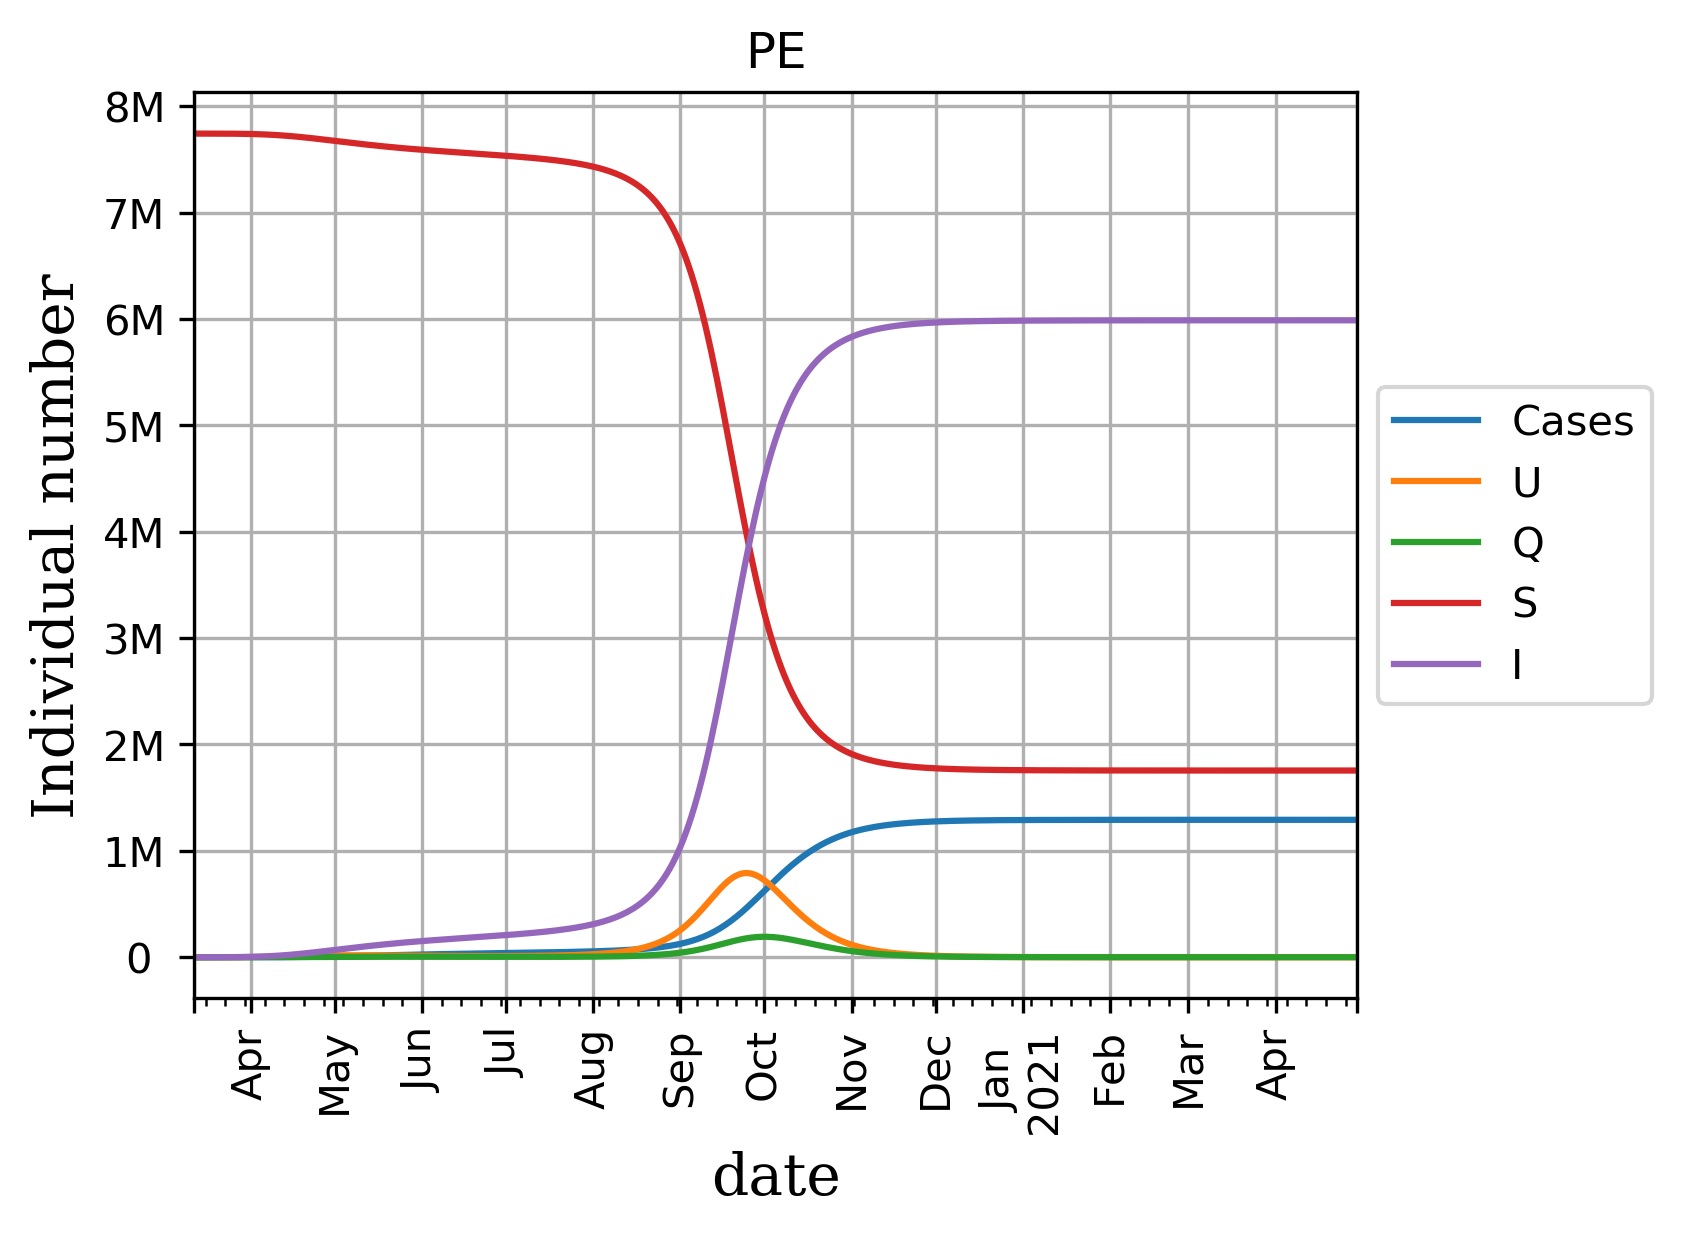 PE
8M
7M
6M
5M
4M
3M
2M
1M
0
Individual number
Apr
May
Jun
Jul
Aug
Sep
Oct
Nov
Dec
Jan
2021
Feb
Mar
Apr
date
Cases
U
Q
S
I